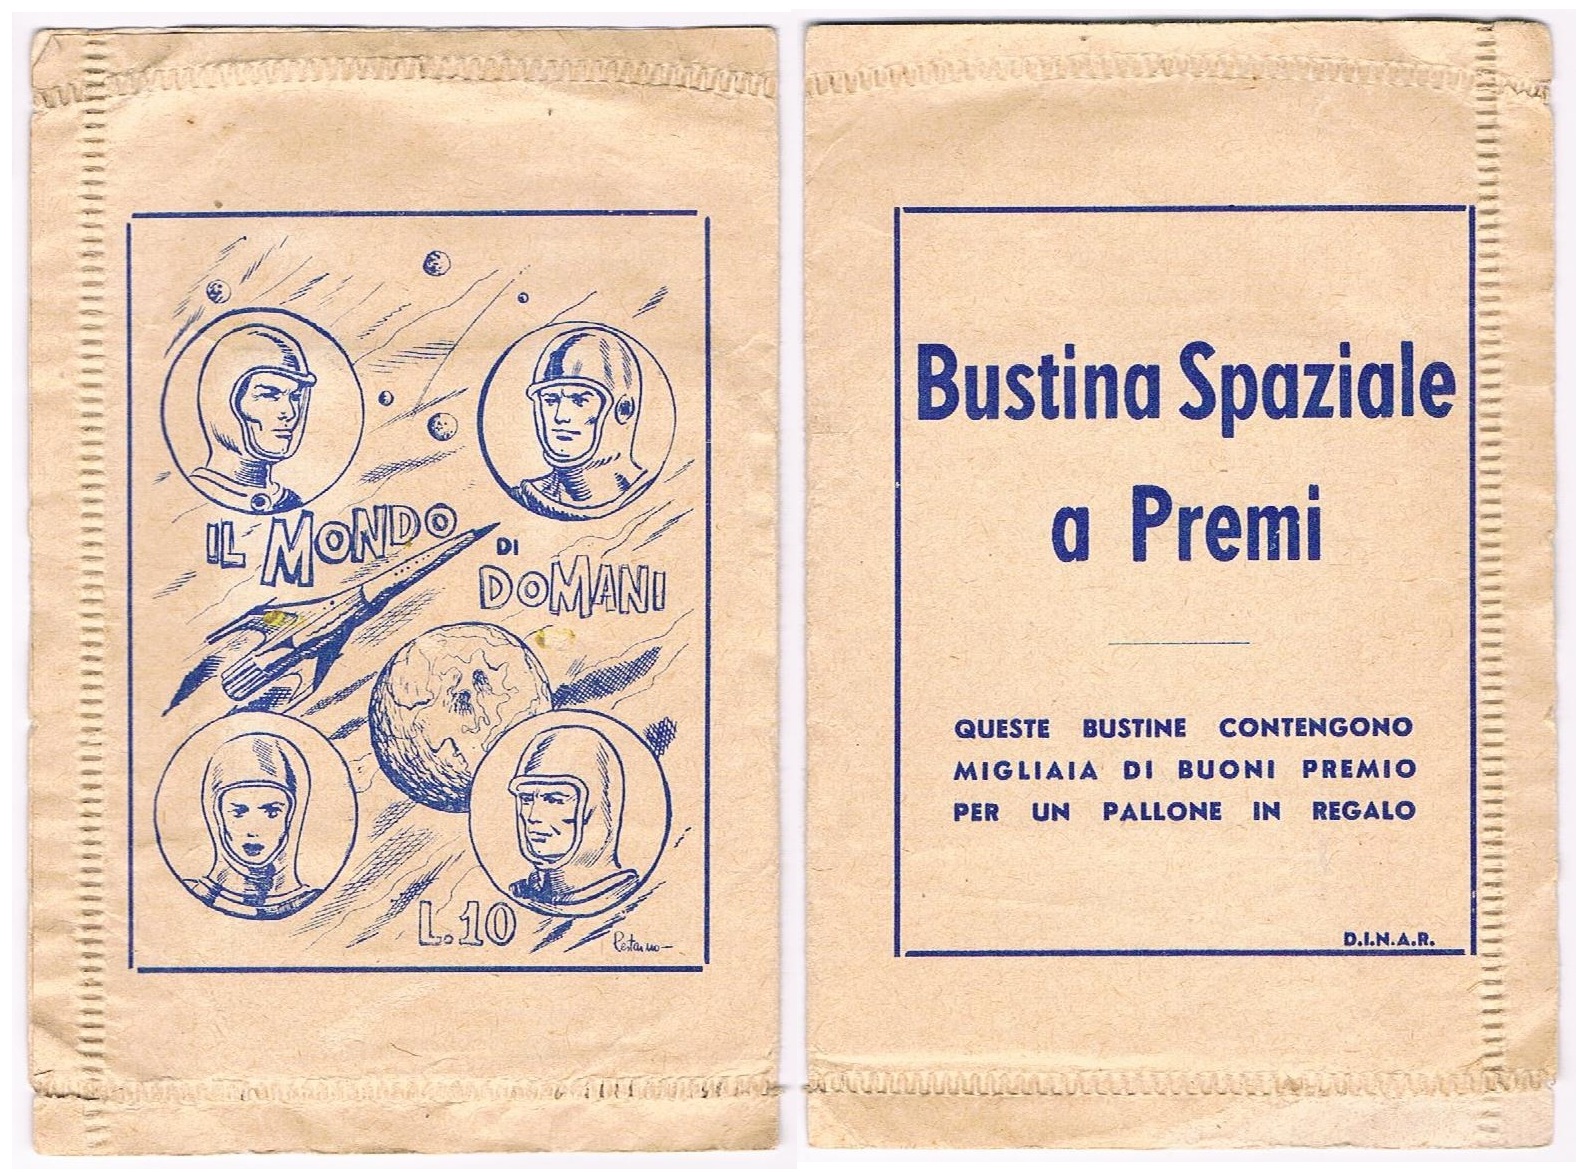 IL MONDO
DI
DOMANI
L.10
Bustina Spaziale
a Premi
QUESTE BUSTINE CONTENGONO
MIGLIAIA DI BUONI PREMIO
PER UN PALLONE IN REGALO
D.I.N.A.R.